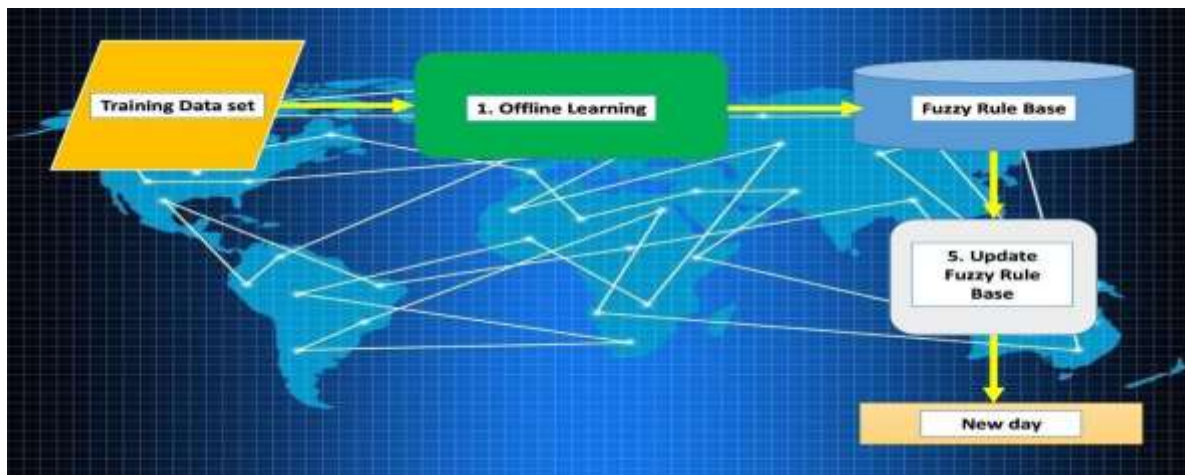 Training Data set
1. Offline Learning
Fuzzy Rule Base
5. Update
Fuzzy Rule
Base
New day